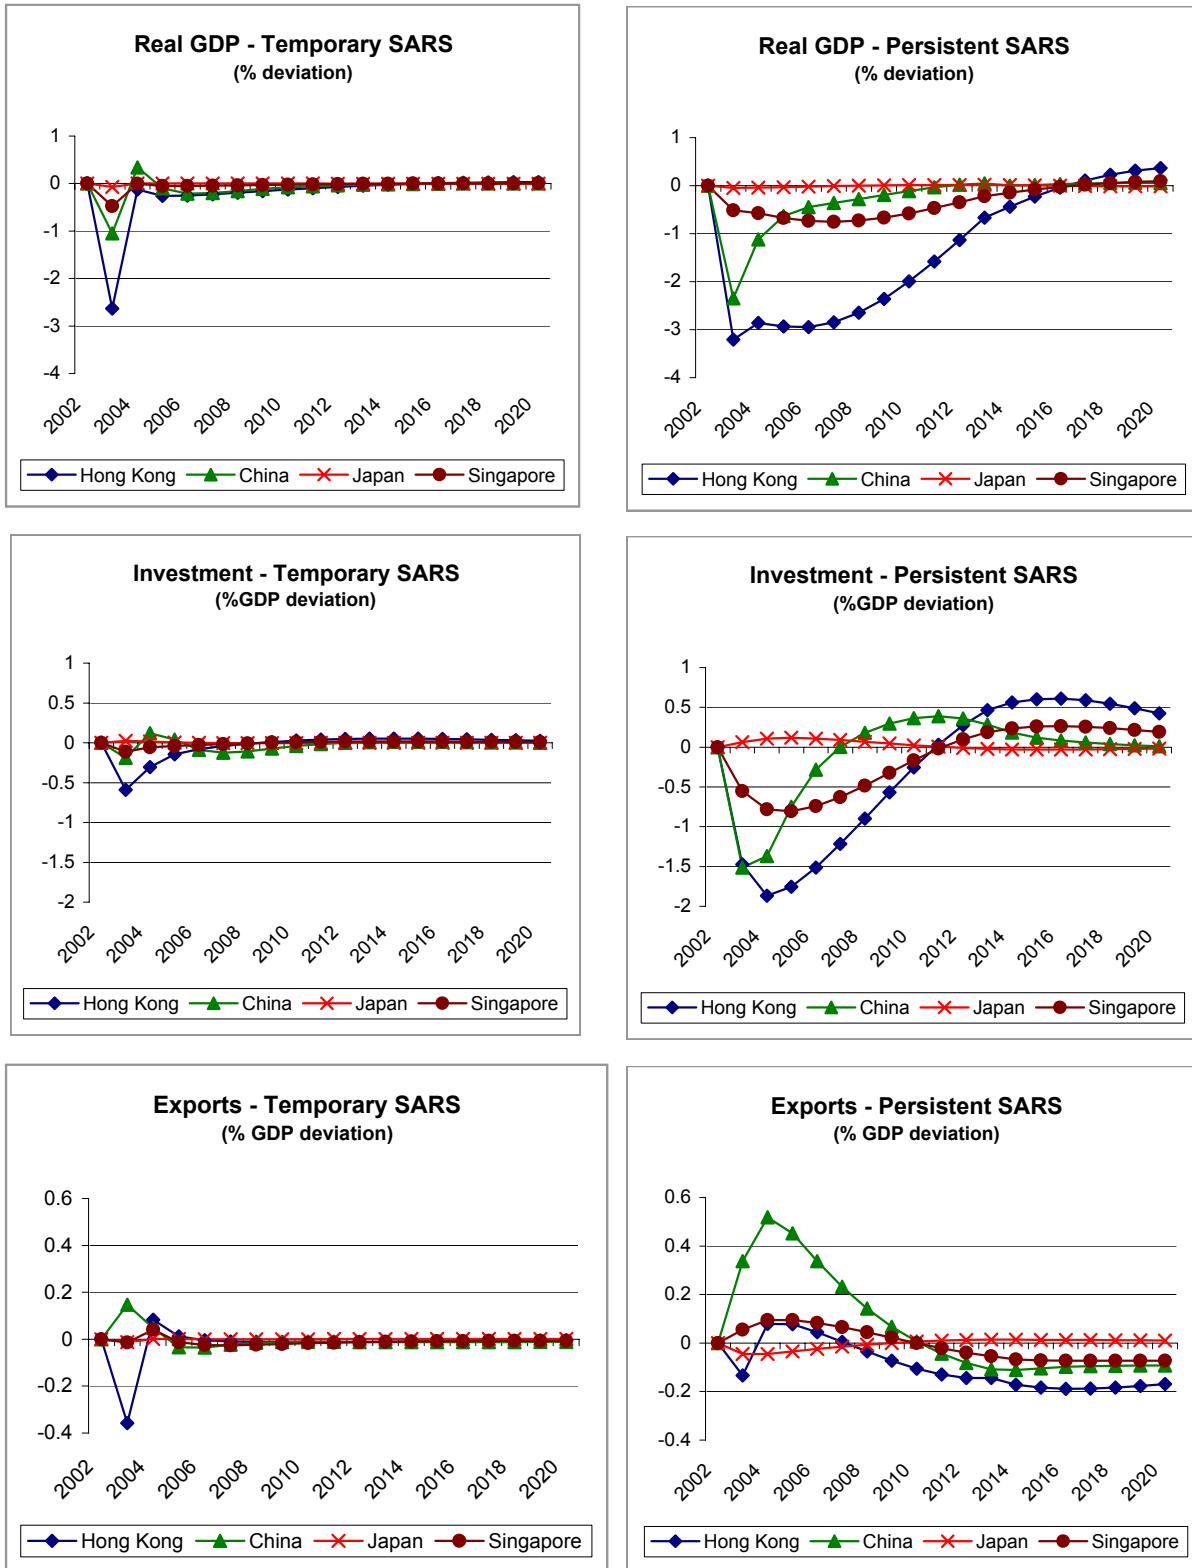 Real GDP - Temporary SARS
(% deviation)
1
0
-1
-2
-3
-4
2002 2004 2006 2008 2010 2012 2014 2016 2018 2020
Hong Kong China Japan Singapore
Real GDP - Persistent SARS
(% deviation)
1
0
-1
-2
-3
-4
2002 2004 2006 2008 2010 2012 2014 2016 2018 2020
Hong Kong China Japan Singapore
Investment - Temporary SARS
(%GDP deviation)
1
0.5
0
-0.5
-1
-1.5
-2
2002 2004 2006 2008 2010 2012 2014 2016 2018 2020
Hong Kong China Japan Singapore
Investment - Persistent SARS
(%GDP deviation)
1
0.5
0
-0.5
-1
-1.5
-2
2002 2004 2006 2008 2010 2012 2014 2016 2018 2020
Hong Kong China Japan Singapore
Exports - Temporary SARS
(% GDP deviation)
0.6
0.4
0.2
0
-0.2
-0.4
2002 2004 2006 2008 2010 2012 2014 2016 2018 2020
Hong Kong China Japan Singapore
Exports - Persistent SARS
(% GDP deviation)
0.6
0.4
0.2
0
-0.2
-0.4
2002 2004 2006 2008 2010 2012 2014 2016 2018 2020
Hong Kong China Japan Singapore